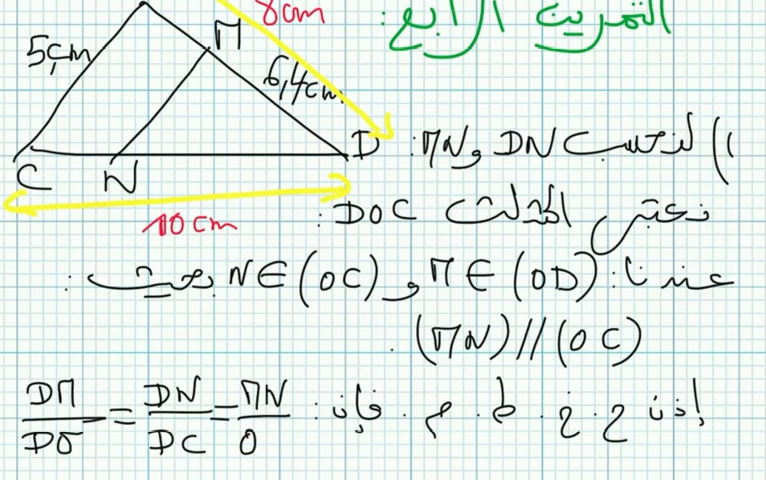 التمرين الرابع:
8cm
5cm
M
6,4cm
D
C N
10cm
1) لنحسب DN و MN:
نعتبر المثلث DOC:
عندنا: M∈(OD) و N∈(OC) بحيث:
(MN)//(OC).
إذن ح. خ. ط. م. فإن: DM/DO = DN/DC = MN/O